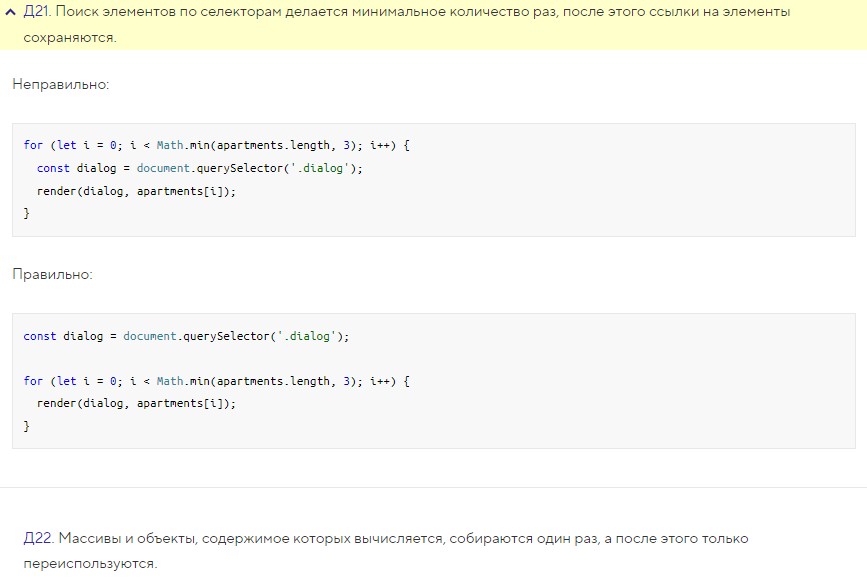 Д21. Поиск элементов по селекторам делается минимальное количество раз, после этого ссылки на элементы
сохраняются.
Неправильно:
for (let i = 0; i < Math.min(apartments.length, 3); i++) {
  const dialog = document.querySelector('.dialog');
  render(dialog, apartments[i]);
}
Правильно:
const dialog = document.querySelector('.dialog');
for (let i = 0; i < Math.min(apartments.length, 3); i++) {
  render(dialog, apartments[i]);
}
Д22. Массивы и объекты, содержимое которых вычисляется, собираются один раз, а после этого только
переиспользуются.